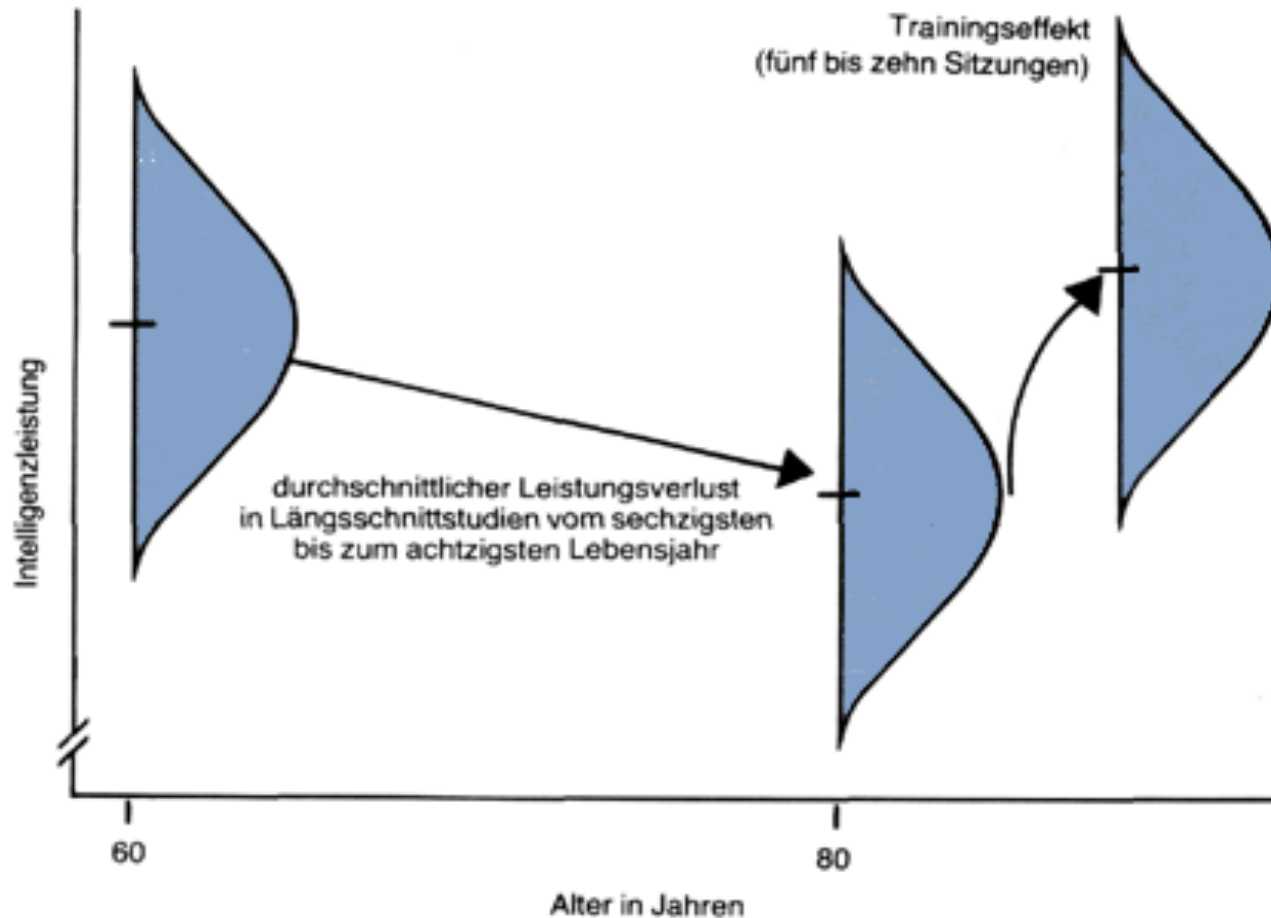 Trainingseffekt
(fünf bis zehn Sitzungen)
Intelligenzleistung
durchschnittlicher Leistungsverlust
in Längsschnittstudien vom sechzigsten
bis zum achtzigsten Lebensjahr
60
80
Alter in Jahren